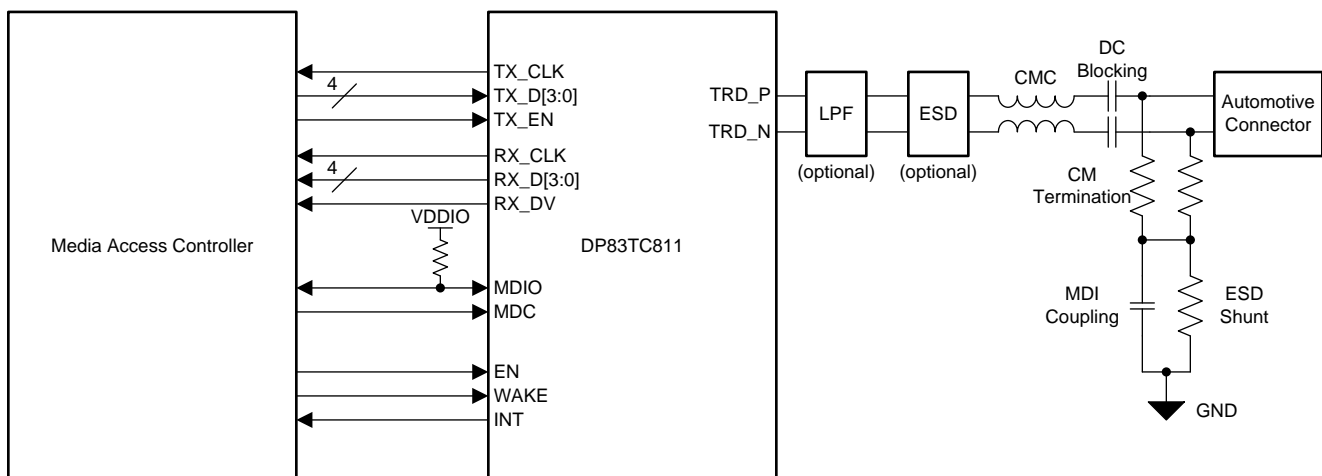 Media Access Controller
4
4
VDDIO
TX_CLK
TX_D[3:0]
TX_EN
RX_CLK
RX_D[3:0]
RX_DV
MDIO
MDC
EN
WAKE
INT
DP83TC811
TRD_P
TRD_N
LPF
(optional)
ESD
(optional)
CMC
DC
Blocking
Automotive
Connector
CM
Termination
MDI
Coupling
ESD
Shunt
GND